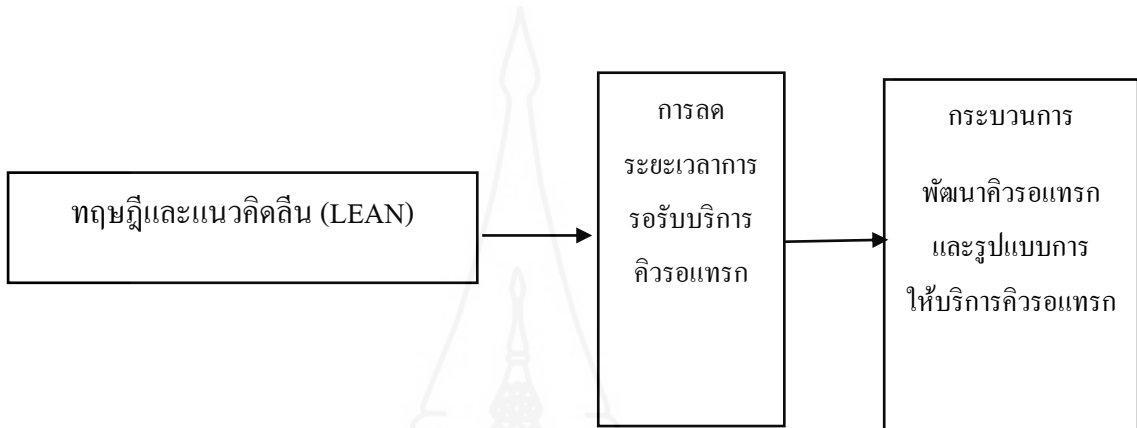 ทฤษฎีและแนวคิดลีน (LEAN)
การลด
ระยะเวลาการ
รอรับบริการ
คิวรอแทรก
กระบวนการ
พัฒนาคิวรอแทรก
และรูปแบบการ
ให้บริการคิวรอแทรก